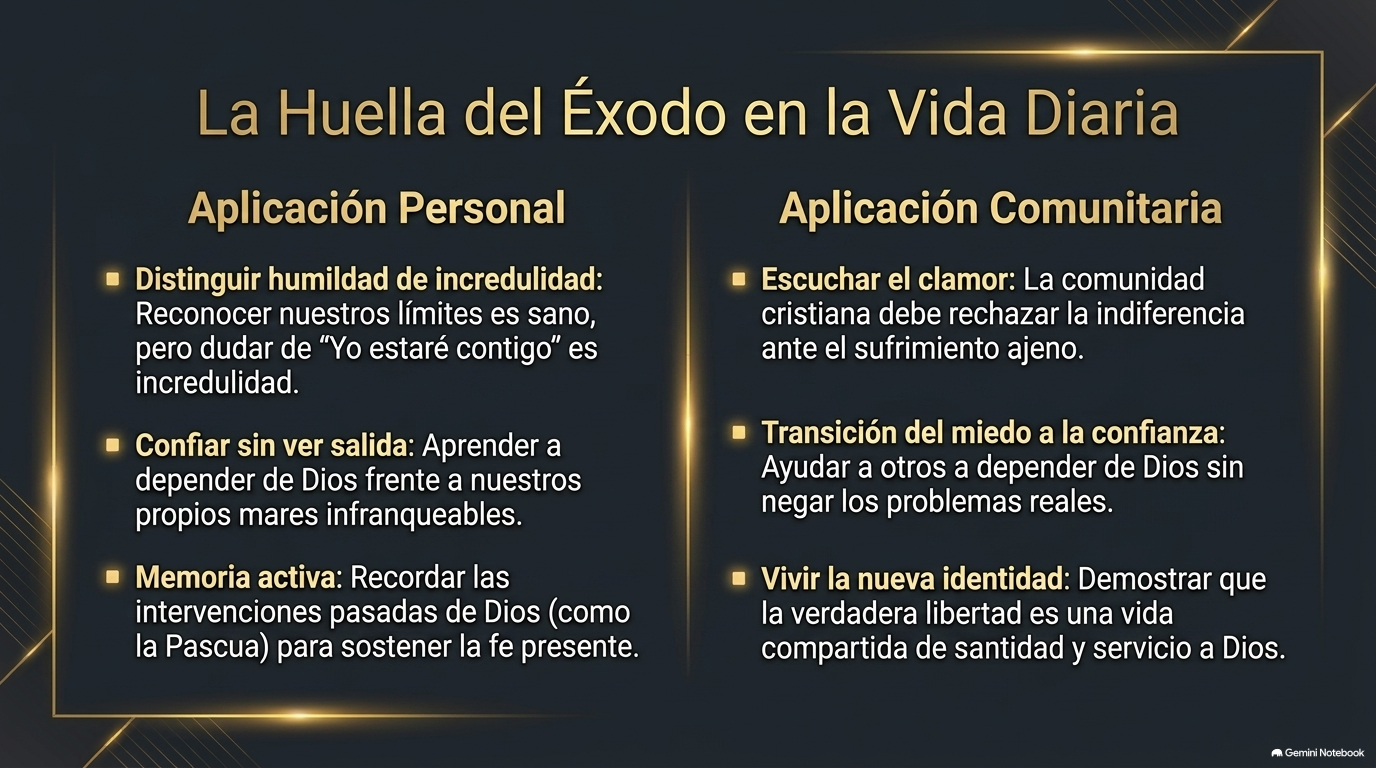 La Huella del Éxodo en la Vida Diaria
Aplicación Personal
Distinguir humildad de incredulidad:
Reconocer nuestros límites es sano,
pero dudar de “Yo estaré contigo” es
incredulidad.
Confiar sin ver salida: Aprender a
depender de Dios frente a nuestros
propios mares infranqueables.
Memoria activa: Recordar las
intervenciones pasadas de Dios (como
la Pascua) para sostener la fe presente.
Aplicación Comunitaria
Escuchar el clamor: La comunidad
cristiana debe rechazar la indiferencia
ante el sufrimiento ajeno.
Transición del miedo a la confianza:
Ayudar a otros a depender de Dios sin
negar los problemas reales.
Vivir la nueva identidad: Demostrar que
la verdadera libertad es una vida
compartida de santidad y servicio a Dios.
Gemini Notebook